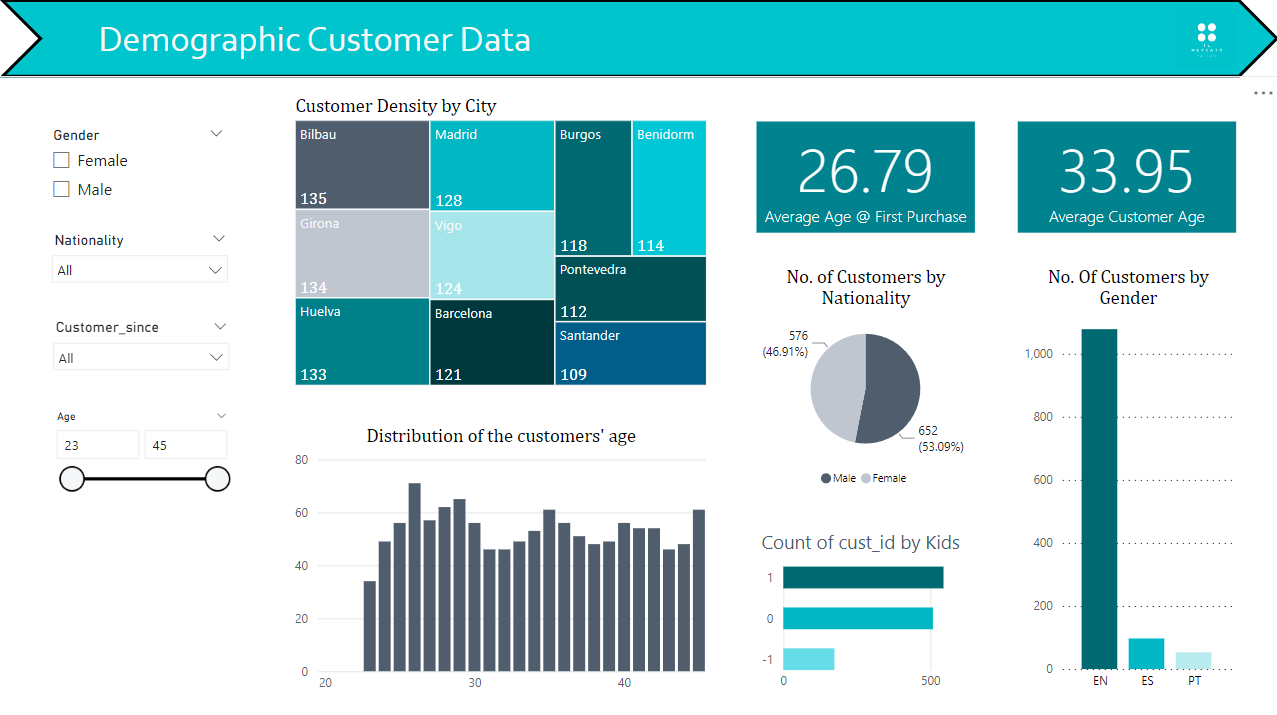 Demographic Customer Data
Gender
Female
Male
Nationality
All
Customer_since
All
Age
23
45
Customer Density by City
Bilbau
135
Madrid
128
Burgos
118
Benidorm
114
Girona
134
Vigo
124
Pontevedra
112
Huelva
133
Barcelona
121
Santander
109
26.79
Average Age @ First Purchase
33.95
Average Customer Age
Distribution of the customers' age
80
60
40
20
0
20
30
40
No. of Customers by
Nationality
576
(46.91%)
652
(53.09%)
Male
Female
Count of cust_id by Kids
1
0
-1
0
500
No. Of Customers by
Gender
1,000
800
600
400
200
0
EN
ES
PT